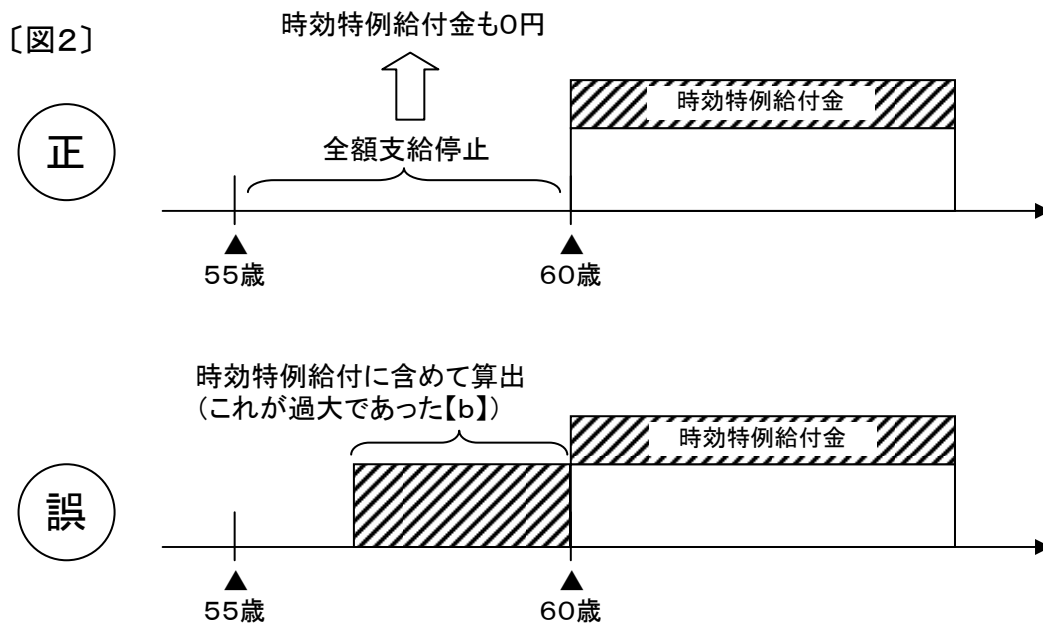 〔図2〕
時効特例給付金も0円
正
時効特例給付金
全額支給停止
▲
55歳
▲
60歳
時効特例給付に含めて算出
(これが過大であった【b】)
誤
時効特例給付金
▲
55歳
▲
60歳